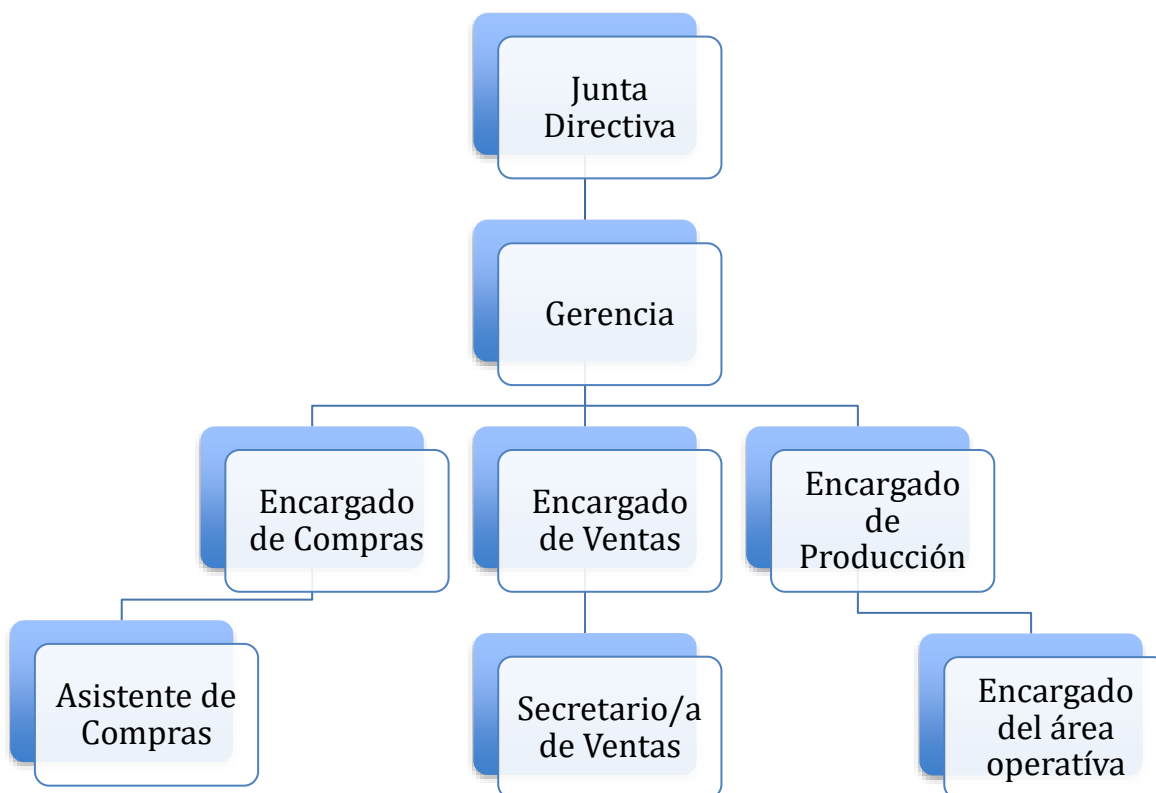 Junta
Directiva
Gerencia
Encargado
de Compras
Encargado
de Ventas
Encargado
de
Producción
Asistente de
Compras
Secretario/a
de Ventas
Encargado
del área
operatíva